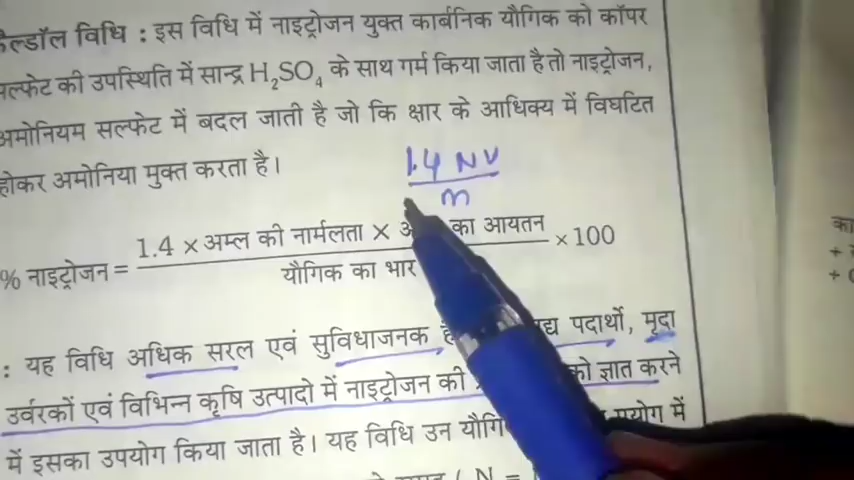 केल्डॉल विधि : इस विधि में नाइट्रोजन युक्त कार्बनिक यौगिक को कॉपर
सल्फेट की उपस्थिति में सान्द्र H₂SO₄ के साथ गर्म किया जाता है तो नाइट्रोजन,
अमोनियम सल्फेट में बदल जाती है जो कि क्षार के आधिक्य में विघटित
होकर अमोनिया मुक्त करता है।
1.4 NV
m
1.4 × अम्ल की नार्मलता × का आयतन
% नाइट्रोजन = × 100
यौगिक का भार
: यह विधि अधिक सरल एवं सुविधाजनक पदार्थो, मृदा
उर्वरकों एवं विभिन्न कृषि उत्पादो में नाइट्रोजन की को ज्ञात करने
में इसका उपयोग किया जाता है। यह विधि उन में
( N =
का
+
+